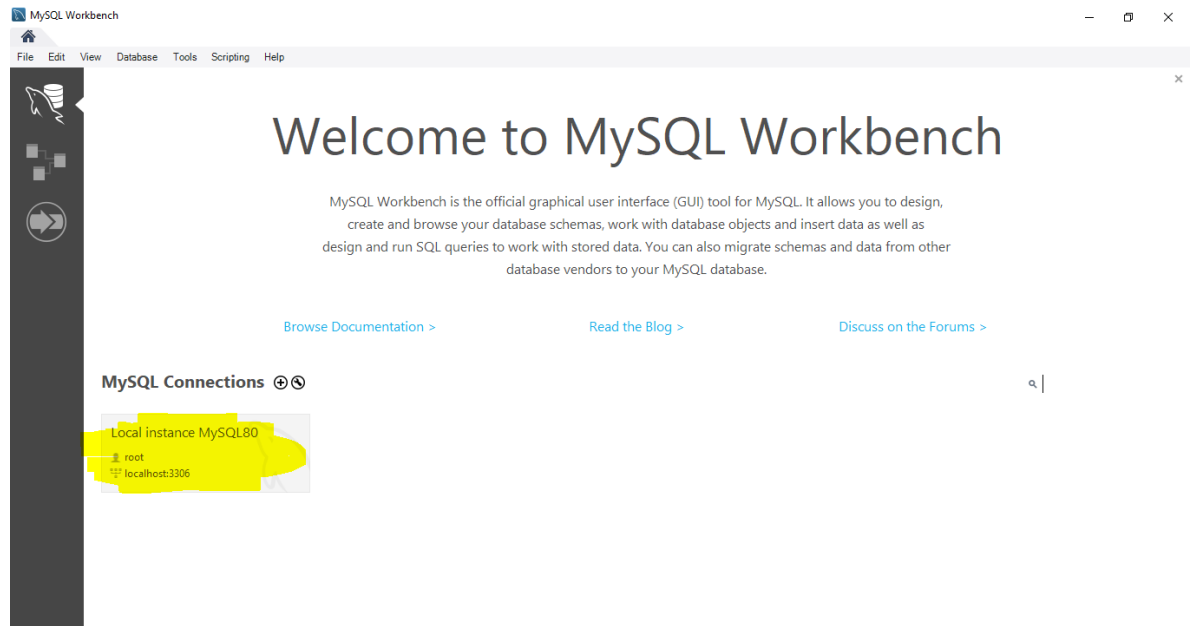 MySQL Workbench
File Edit View Database Tools Scripting Help
Welcome to MySQL Workbench
MySQL Workbench is the official graphical user interface (GUI) tool for MySQL. It allows you to design,
create and browse your database schemas, work with database objects and insert data as well as
design and run SQL queries to work with stored data. You can also migrate schemas and data from other
database vendors to your MySQL database.
Browse Documentation > Read the Blog > Discuss on the Forums >
MySQL Connections
Local instance MySQL80
root
localhost:3306